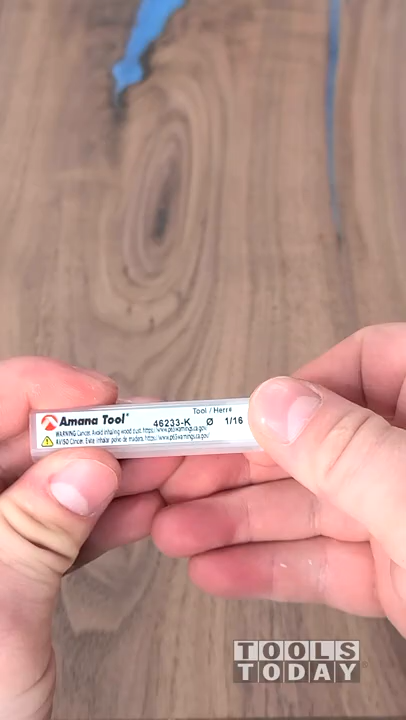 Tool / Herr#
Amana Tool®
46233-K Ø 1/16
WARNING Cancer. Avoid inhaling wood dust. https://www.p65warnings.ca.gov
AVISO Cáncer. Evite inhalar polvo de madera. https://www.p65warnings.ca.gov
TOOLS
TODAY®